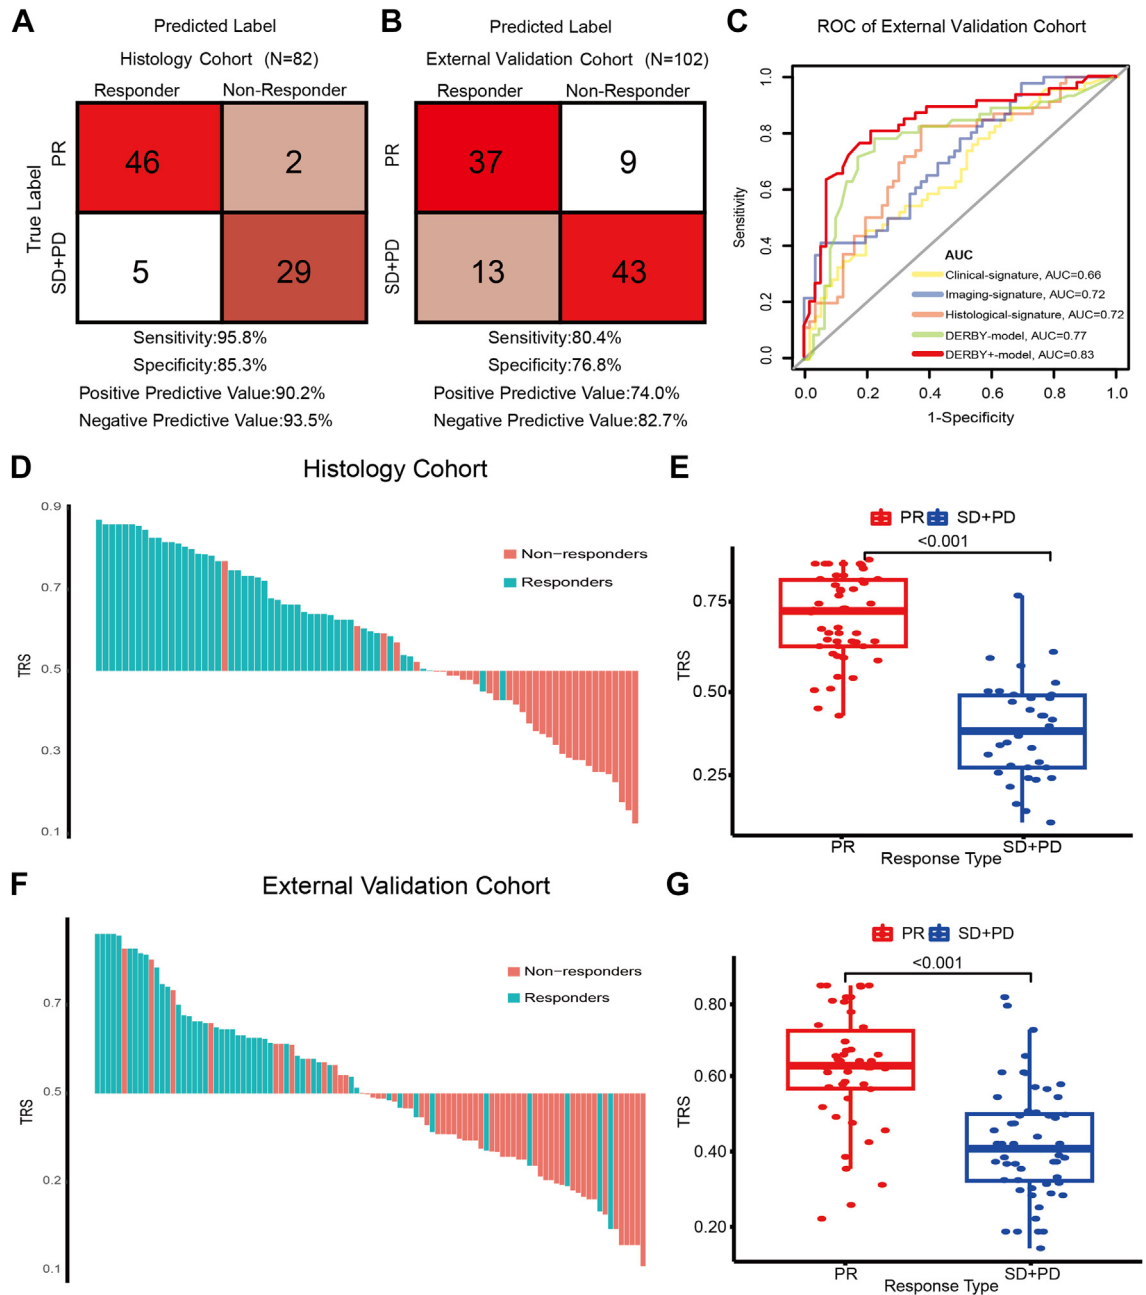 A
Predicted Label
Histology Cohort (N=82)
Responder Non-Responder
True Label
PR
46 2
SD+PD
5 29
Sensitivity:95.8%
Specificity:85.3%
Positive Predictive Value:90.2%
Negative Predictive Value:93.5%
B
Predicted Label
External Validation Cohort (N=102)
Responder Non-Responder
PR
37 9
SD+PD
13 43
Sensitivity:80.4%
Specificity:76.8%
Positive Predictive Value:74.0%
Negative Predictive Value:82.7%
C
ROC of External Validation Cohort
Sensitivity
1.0
0.8
0.6
0.4
0.2
0.0
AUC
Clinical-signature, AUC=0.66
Imaging-signature, AUC=0.72
Histological-signature, AUC=0.72
DERBY-model, AUC=0.77
DERBY+-model, AUC=0.83
0.0 0.2 0.4 0.6 0.8 1.0
1-Specificity
D
Histology Cohort
TRS
0.9
0.7
0.5
0.3
0.1
Non-responders
Responders
E
PR SD+PD
<0.001
TRS
0.75
0.50
0.25
PR SD+PD
Response Type
F
External Validation Cohort
TRS
0.7
0.5
0.2
0.1
Non-responders
Responders
G
PR SD+PD
<0.001
TRS
0.80
0.60
0.40
0.20
PR SD+PD
Response Type